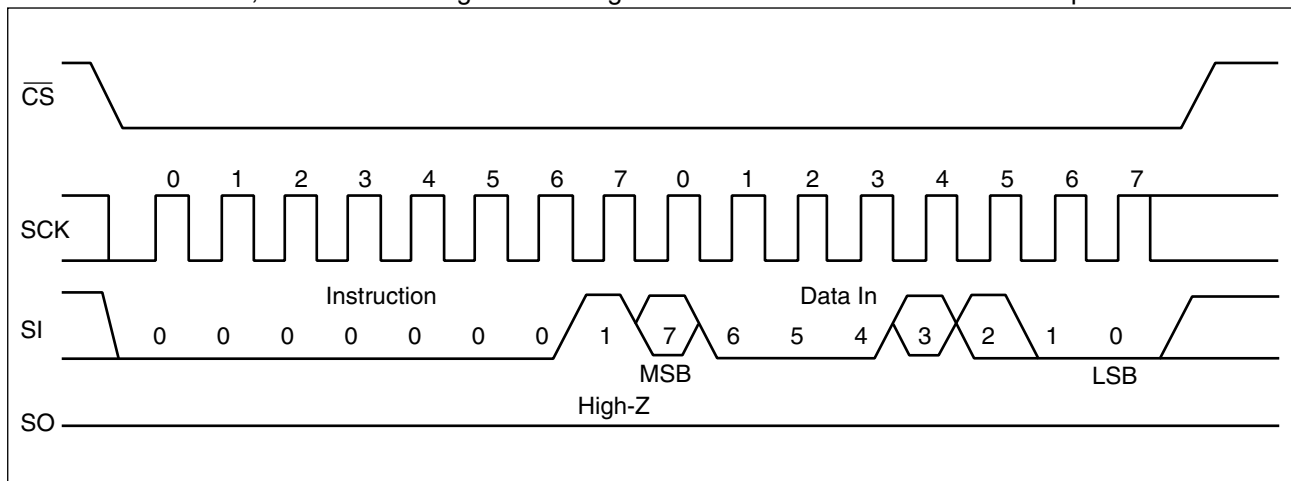 CS
0 1 2 3 4 5 6 7 0 1 2 3 4 5 6 7
SCK
Instruction Data In
SI 0 0 0 0 0 0 0 1 7 6 5 4 3 2 1 0
MSB LSB
High-Z
SO